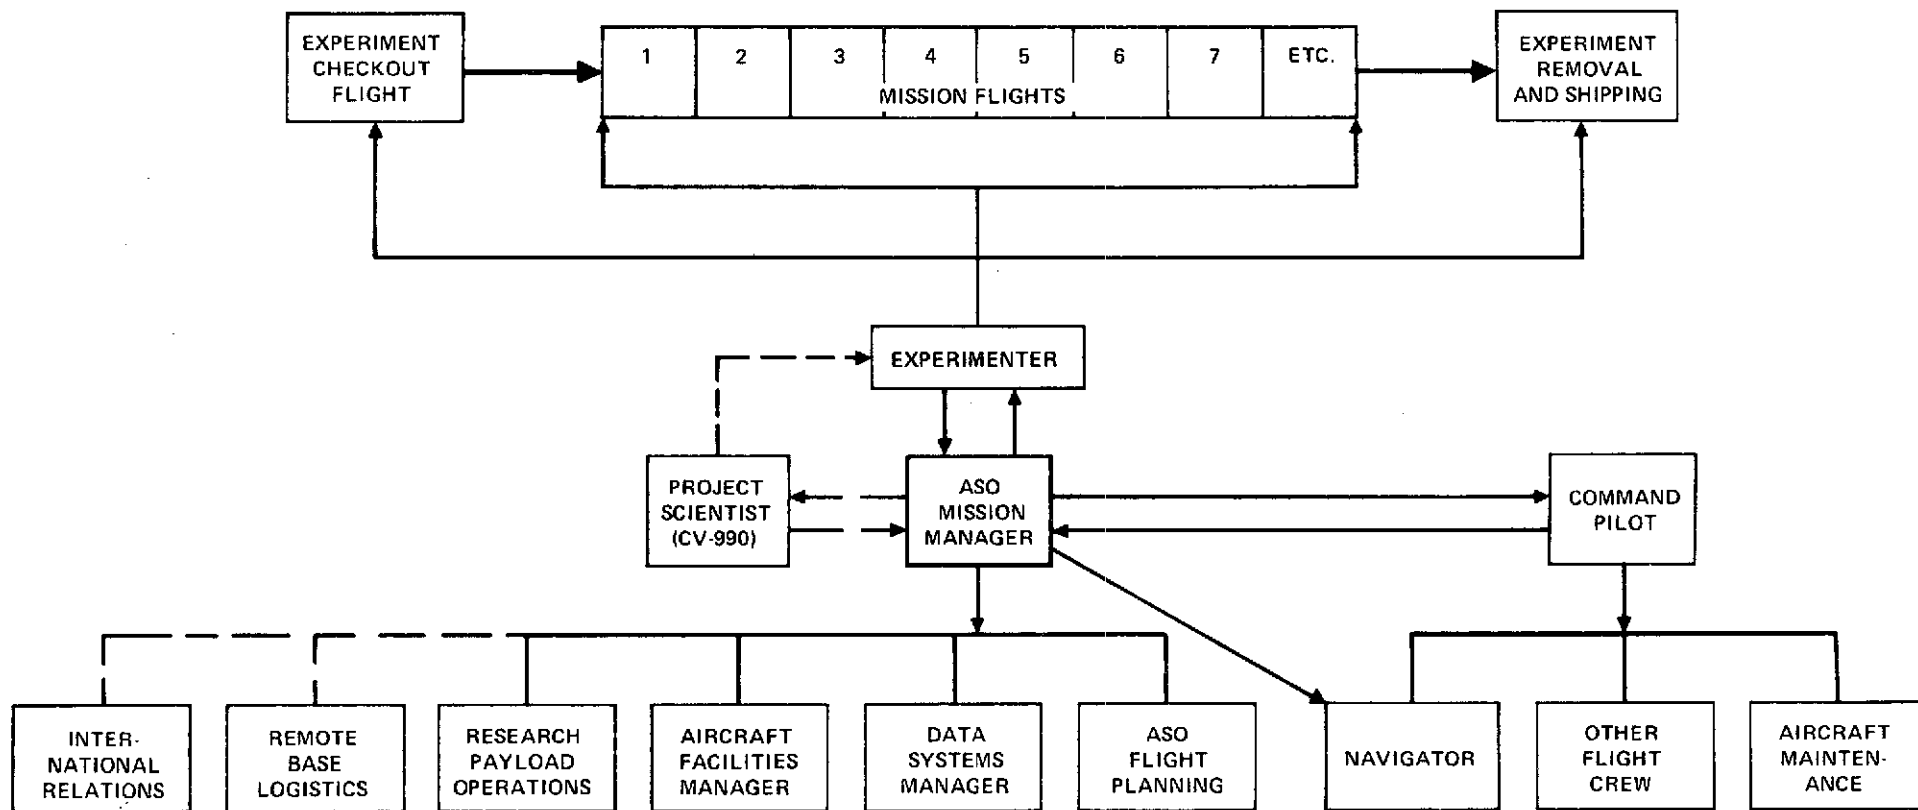 EXPERIMENT
CHECKOUT
FLIGHT
1 2 3 4 5 6 7 ETC.
MISSION FLIGHTS
EXPERIMENT
REMOVAL
AND SHIPPING
EXPERIMENTER
PROJECT
SCIENTIST
(CV-990)
ASO
MISSION
MANAGER
COMMAND
PILOT
INTER-
NATIONAL
RELATIONS
REMOTE
BASE
LOGISTICS
RESEARCH
PAYLOAD
OPERATIONS
AIRCRAFT
FACILITIES
MANAGER
DATA
SYSTEMS
MANAGER
ASO
FLIGHT
PLANNING
NAVIGATOR
OTHER
FLIGHT
CREW
AIRCRAFT
MAINTEN-
ANCE